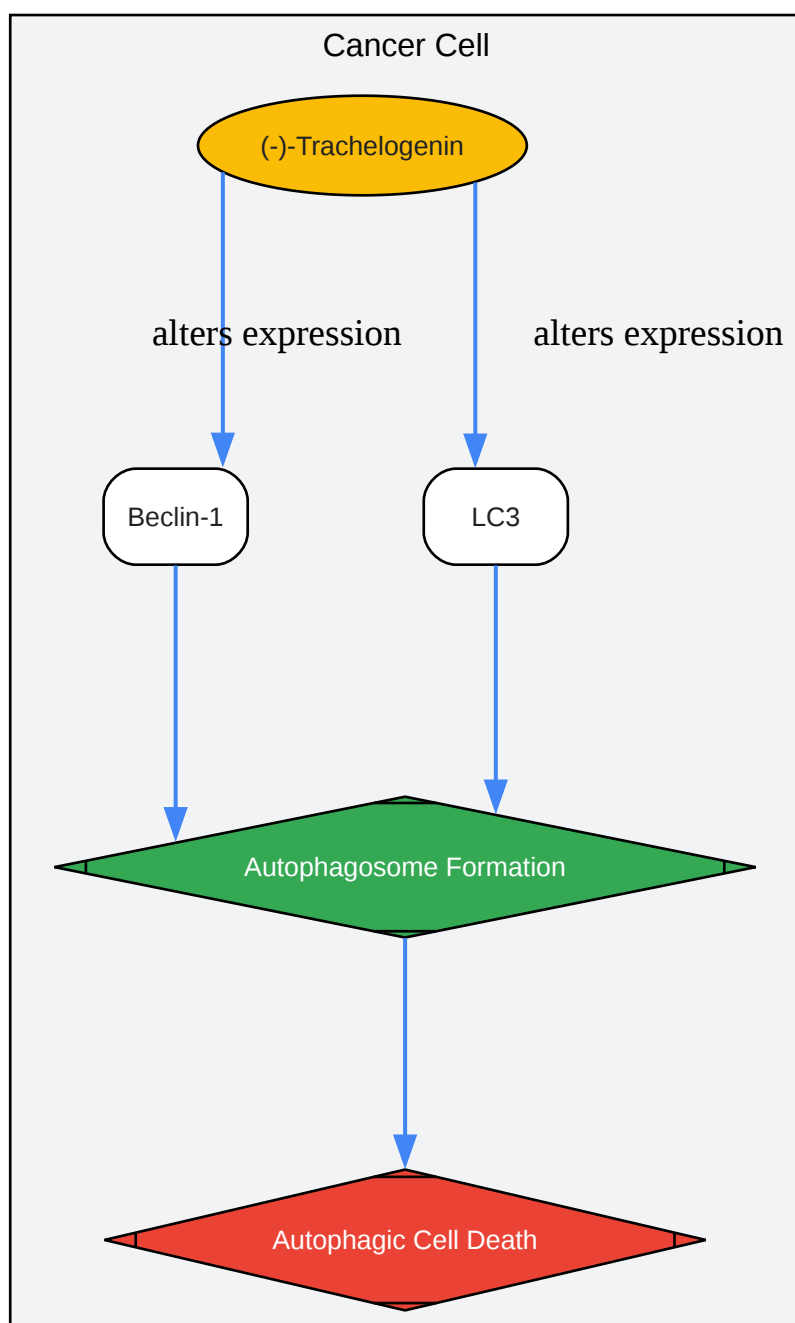 Cancer Cell
(-)-Trachelogenin
alters expression
alters expression
Beclin-1
LC3
Autophagosome Formation
Autophagic Cell Death